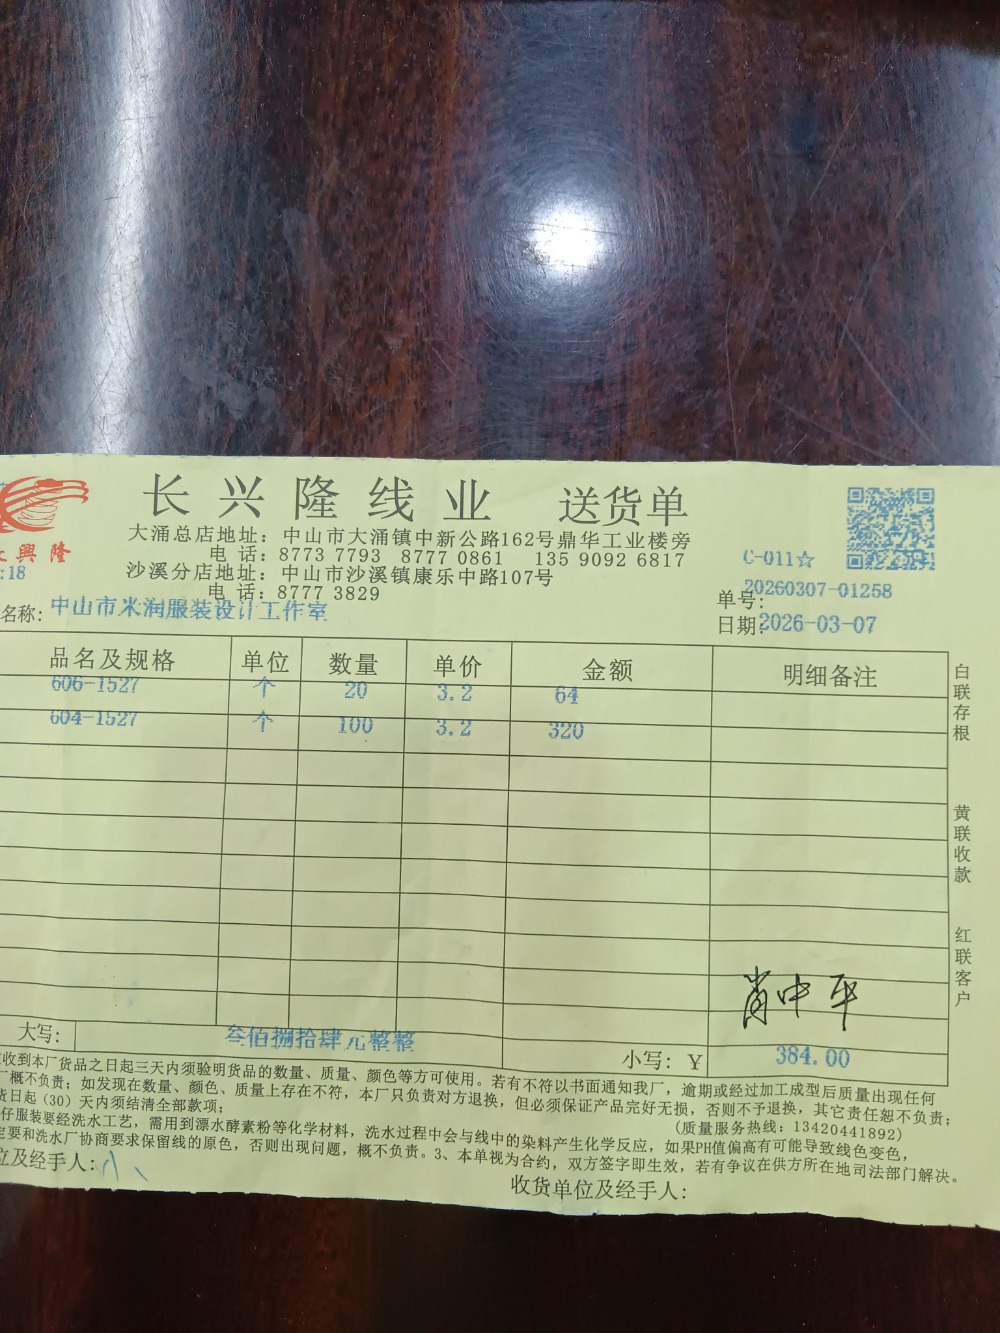 长兴隆线业 送货单
大涌总店地址：中山市大涌镇中新公路162号鼎华工业楼旁
電 话：8773 7793 8777 0861 135 9092 6817
沙溪分店地址：中山市沙溪镇康乐中路107号
電 话：8777 3829
興隆
:18
C-011☆
单号：20260307-01258
名称：中山市米润服装设计工作室
日期：2026-03-07
品名及规格 单位 数量 单价 金额 明细备注
606-1527 个 20 3.2 64
604-1527 个 100 3.2 320
白联存根
黄联收款
红联客户
肖中平
大写：叁佰捌拾肆元整整
小写：￥ 384.00
收到本厂货品之日起三天内须验明货品的数量、质量、颜色等方可使用。若有不符以书面通知我厂，逾期或经过加工成型后质量出现任何
厂概不负责；如发现在数量、颜色、质量上存在不符，本厂只负责对方退换，但必须保证产品完好无损，否则不予退换，其它责任恕不负责；
货日起（30）天内须结清全部款项；
(质量服务热线：13420441892)
仔服装要经洗水工艺，需用到漂水酵素粉等化学材料，洗水过程中会与线中的染料产生化学反应，如果PH值偏高有可能导致线色变色，
定要和洗水厂协商要求保留线的原色，否则出现问题，概不负责。3、本单视为合约，双方签字即生效，若有争议在供方所在地司法部门解决。
位及经手人：
收货单位及经手人：